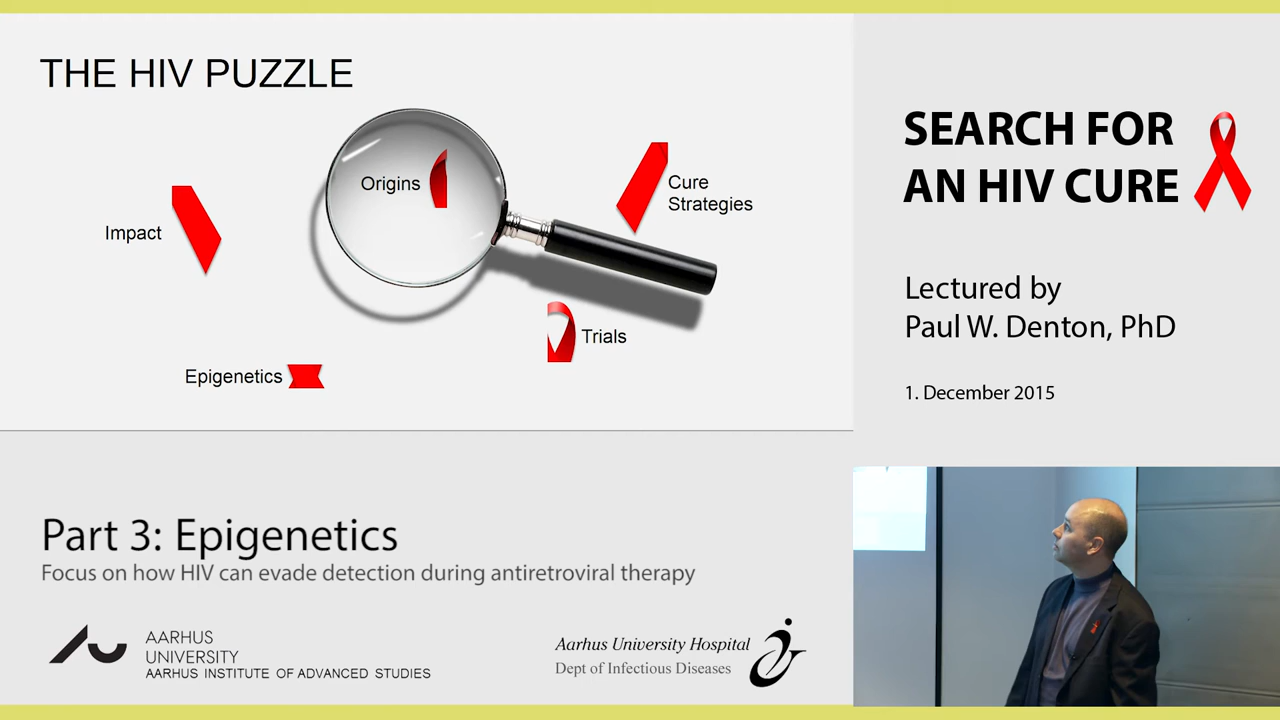 THE HIV PUZZLE
Origins
Cure
Strategies
Impact
Trials
Epigenetics
SEARCH FOR
AN HIV CURE
Lectured by
Paul W. Denton, PhD
1. December 2015
Part 3: Epigenetics
Focus on how HIV can evade detection during antiretroviral therapy
AARHUS
UNIVERSITY
AARHUS INSTITUTE OF ADVANCED STUDIES
Aarhus University Hospital
Dept of Infectious Diseases